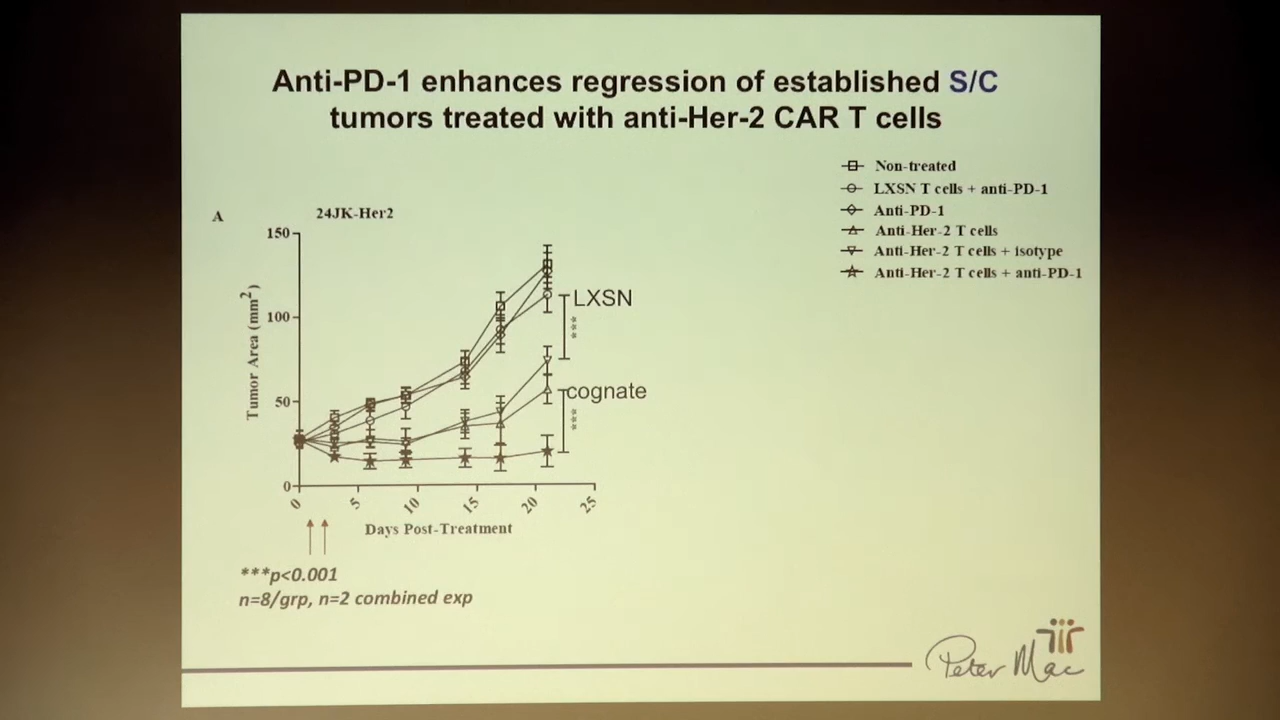 Anti-PD-1 enhances regression of established S/C
tumors treated with anti-Her-2 CAR T cells
Non-treated
LXSN T cells + anti-PD-1
Anti-PD-1
Anti-Her-2 T cells
Anti-Her-2 T cells + isotype
Anti-Her-2 T cells + anti-PD-1
A
24JK-Her2
150
100
50
0
Tumor Area (mm²)
LXSN
***
cognate
***
0 5 10 15 20 25
Days Post-Treatment
***p<0.001
n=8/grp, n=2 combined exp
Peter Mac